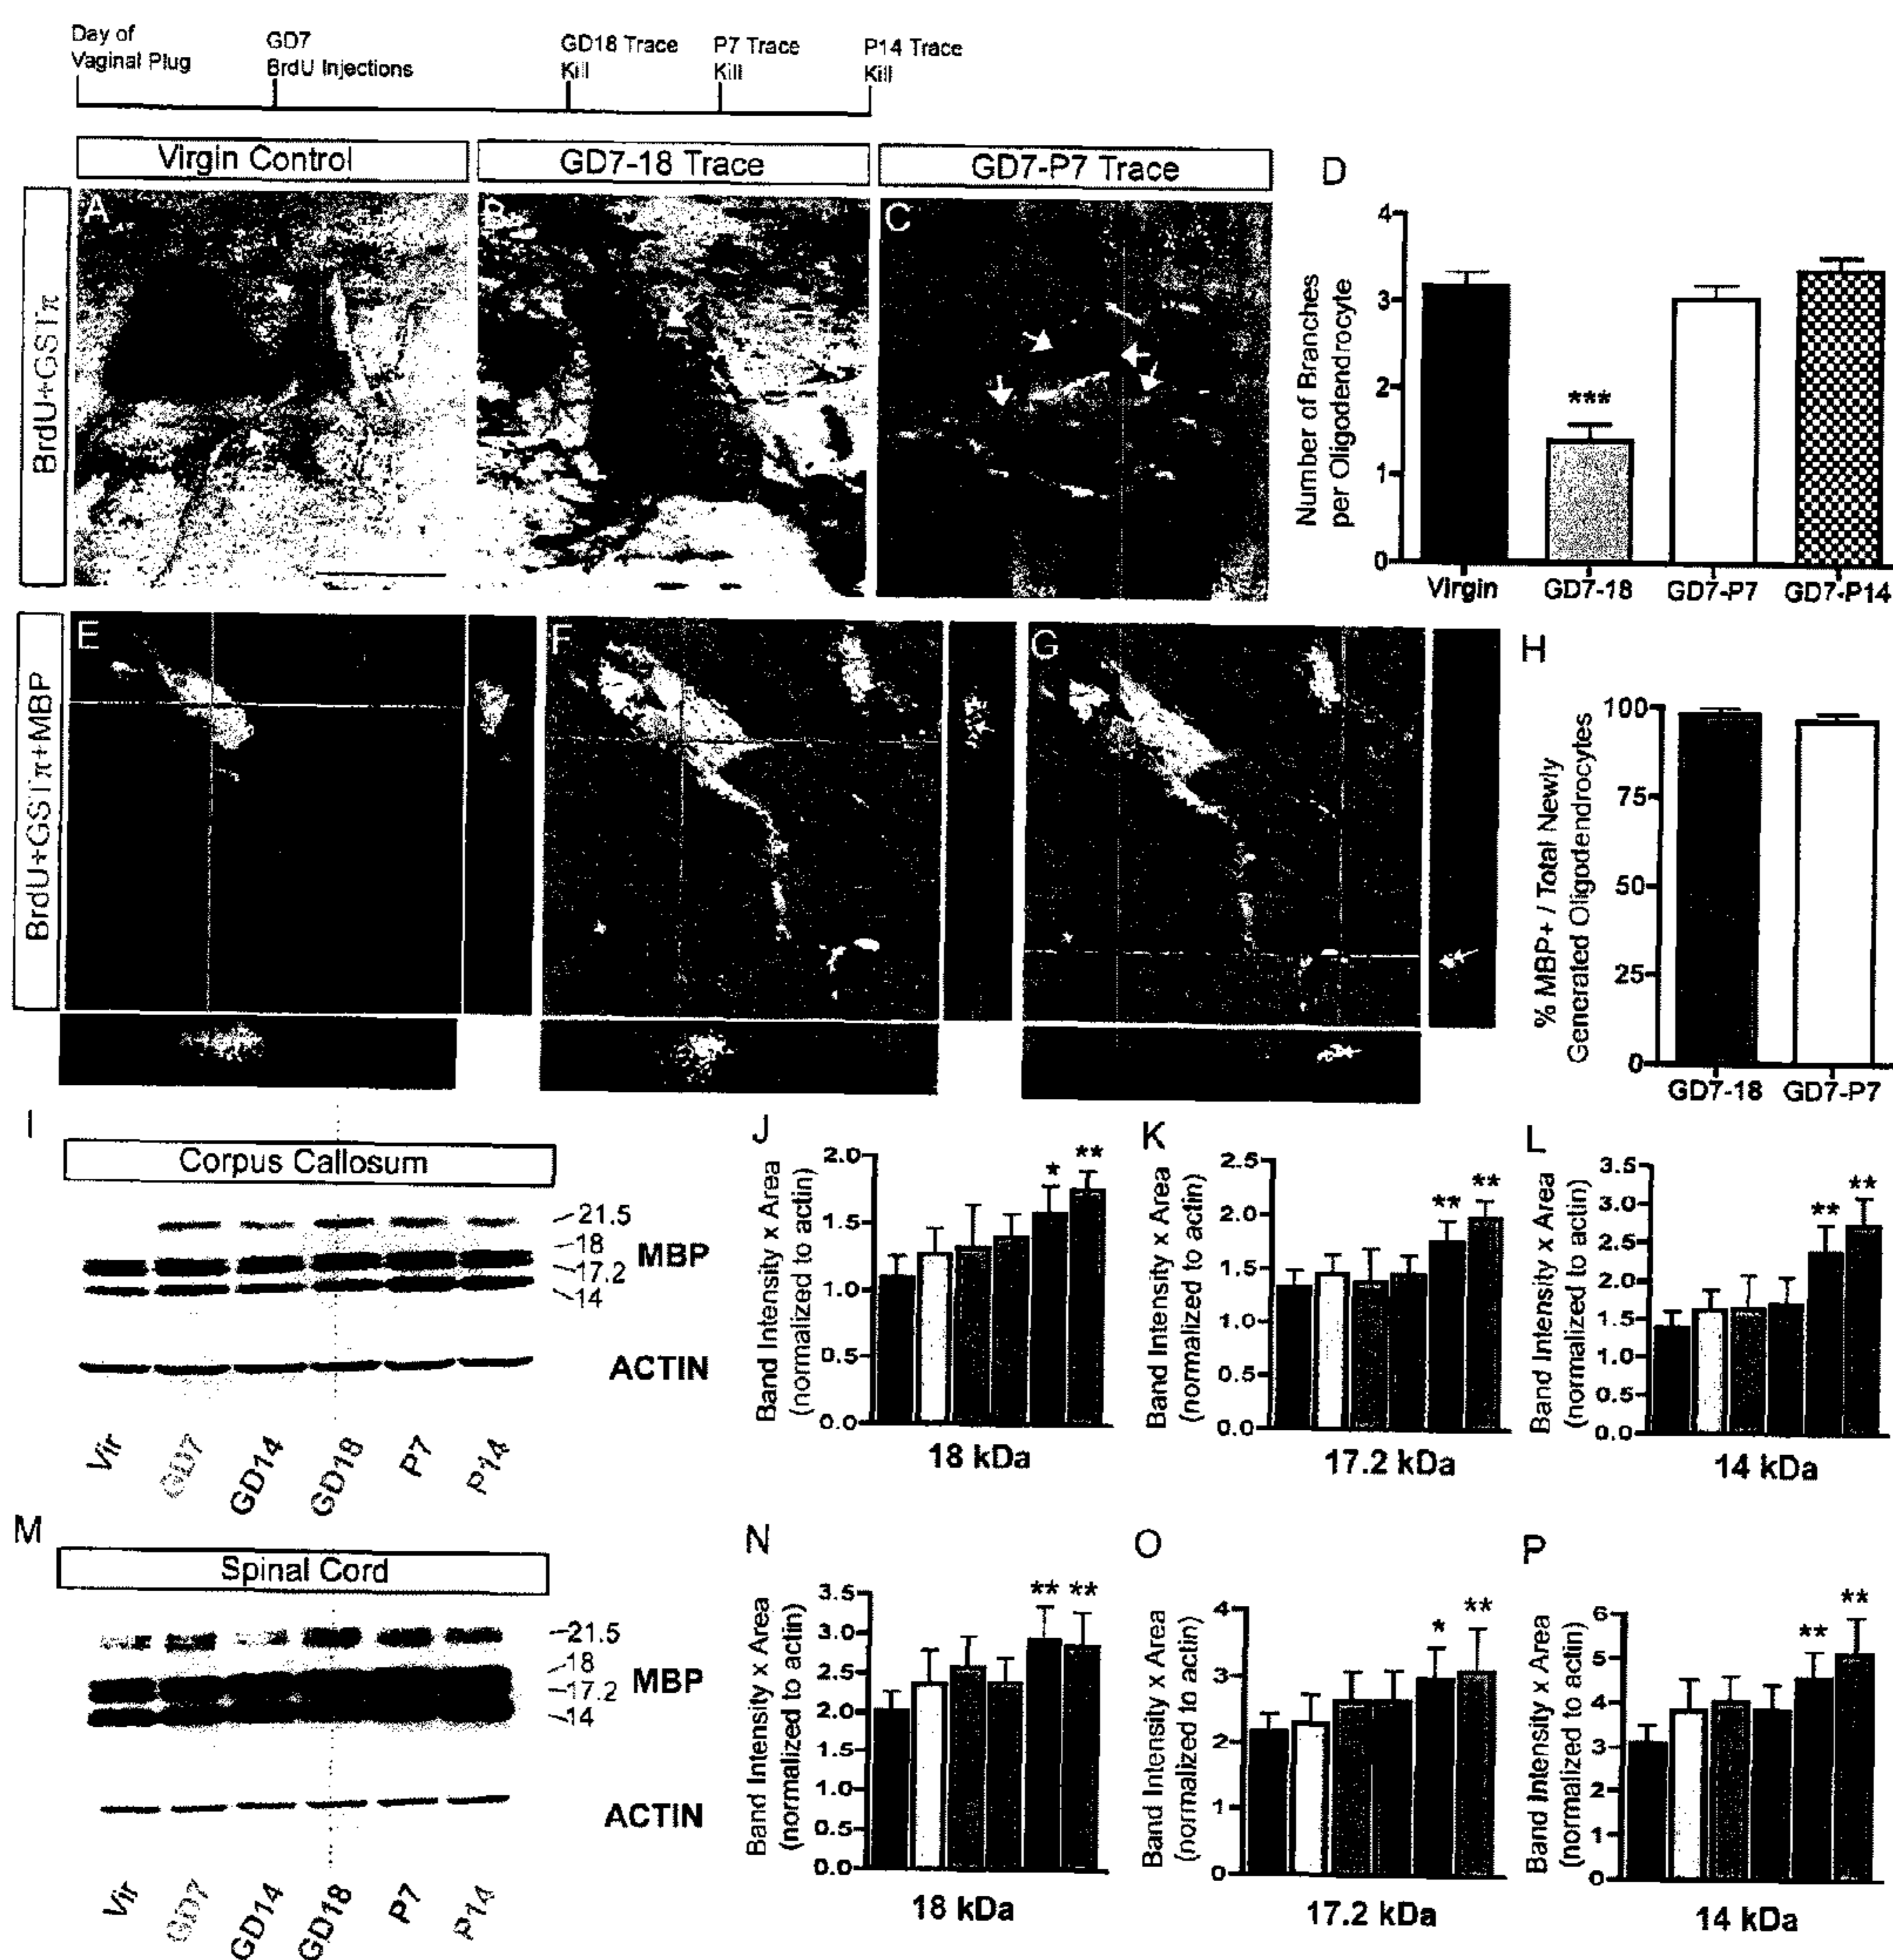 Day of
Vaginal Plug
GD7
BrdU Injections
GD18 Trace
Kill
P7 Trace
Kill
P14 Trace
Kill
Virgin Control
GD7-18 Trace
GD7-P7 Trace
BrdU+GSTπ
A
B
C
D
Number of Branches
per Oligodendrocyte
4
3
2
1
0
***
Virgin
GD7-18
GD7-P7
GD7-P14
BrdU+GSTπ+MBP
E
F
G
H
% MBP+ / Total Newly
Generated Oligodendrocytes
100
75
50
25
0
GD7-18
GD7-P7
I
Corpus Callosum
21.5
18
17.2
14
MBP
ACTIN
Vir
GD7
GD14
GD18
P7
P14
J
Band Intensity x Area
(normalized to actin)
2.0
1.5
1.0
0.5
0.0
*
**
18 kDa
K
Band Intensity x Area
(normalized to actin)
2.5
2.0
1.5
1.0
0.5
0.0
**
**
17.2 kDa
L
Band Intensity x Area
(normalized to actin)
3.5
3.0
2.5
2.0
1.5
1.0
0.5
0.0
**
**
14 kDa
M
Spinal Cord
21.5
18
17.2
14
MBP
ACTIN
Vir
GD7
GD14
GD18
P7
P14
N
Band Intensity x Area
(normalized to actin)
3.5
3.0
2.5
2.0
1.5
1.0
0.5
0.0
**
**
18 kDa
O
Band Intensity x Area
(normalized to actin)
4
3
2
1
0
*
**
17.2 kDa
P
Band Intensity x Area
(normalized to actin)
6
5
4
3
2
1
0
**
**
14 kDa